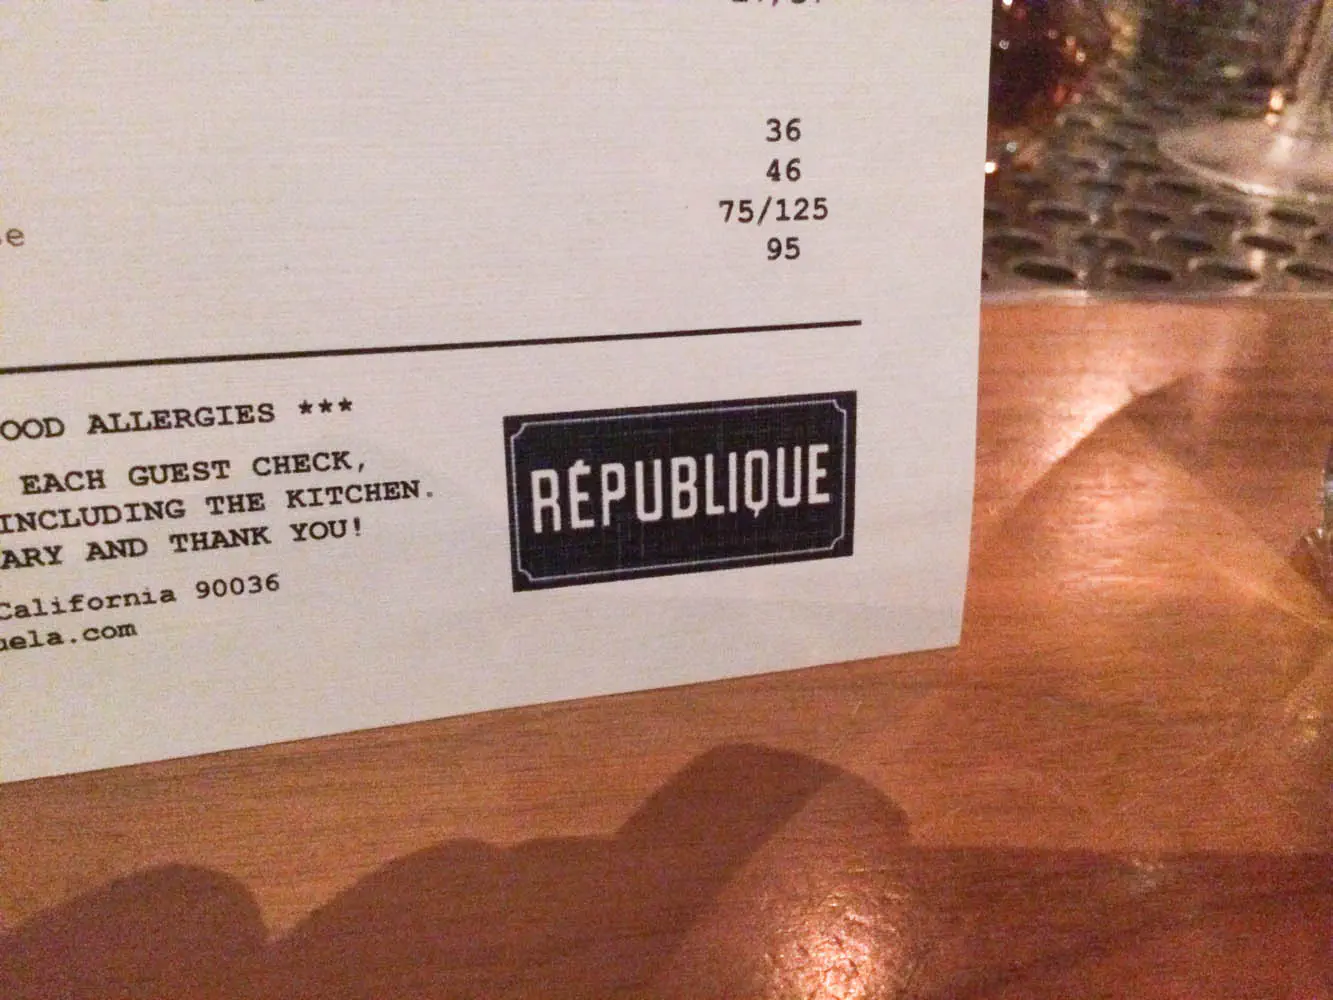 36
46
75/125
95
OOD ALLERGIES ***
EACH GUEST CHECK,
INCLUDING THE KITCHEN.
ARY AND THANK YOU!
California 90036
uela.com
RÉPUBLIQUE